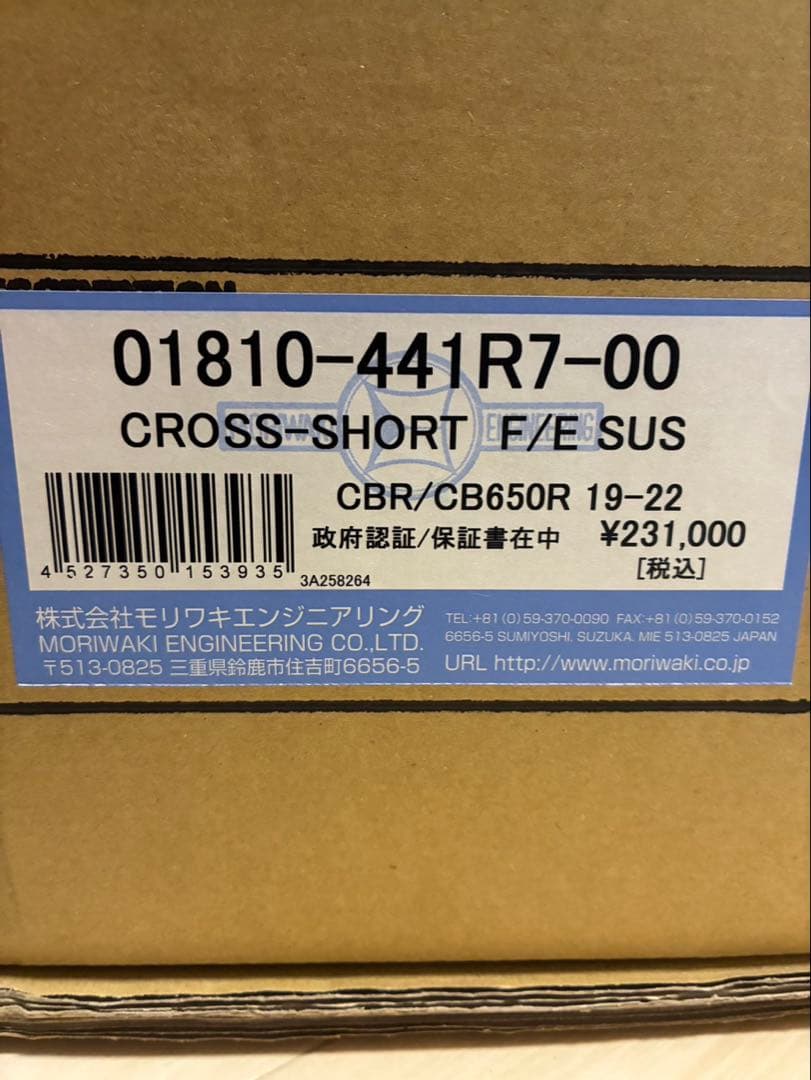 01810-441R7-00
CROSS-SHORT F/E SUS
CBR/CB650R 19-22
政府認証/保証書在中 ¥231,000
[税込]
4 527350 153935
3A258264
株式会社モリワキエンジニアリング
MORIWAKI ENGINEERING CO.,LTD.
〒513-0825 三重県鈴鹿市住吉町6656-5
TEL:+81(0)59-370-0090 FAX:+81(0)59-370-0152
6656-5 SUMIYOSHI. SUZUKA. MIE 513-0825 JAPAN
URL http://www.moriwaki.co.jp
MORIWAKI ENGINEERING